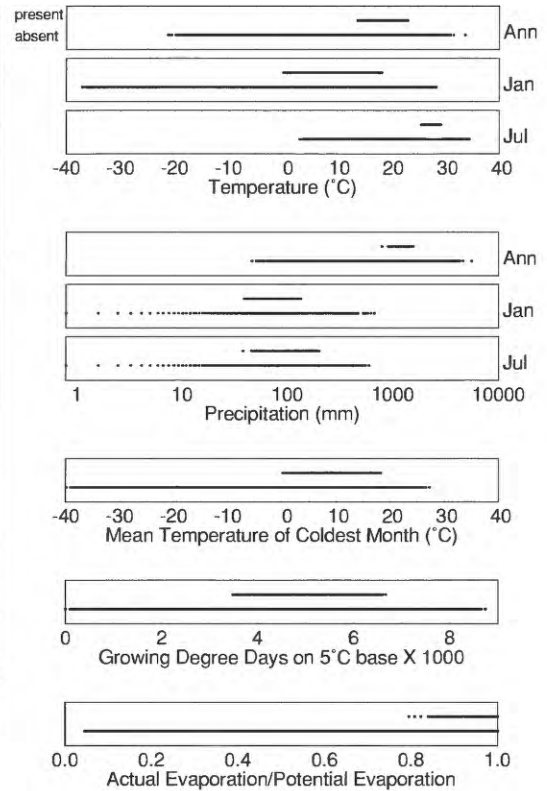 present
absent
Ann
Jan
Jul
-40 -30 -20 -10 0 10 20 30 40
Temperature (˚C)
Ann
Jan
Jul
1 10 100 1000 10000
Precipitation (mm)
-40 -30 -20 -10 0 10 20 30 40
Mean Temperature of Coldest Month (˚C)
0 2 4 6 8
Growing Degree Days on 5˚C base X 1000
0.0 0.2 0.4 0.6 0.8 1.0
Actual Evaporation/Potential Evaporation